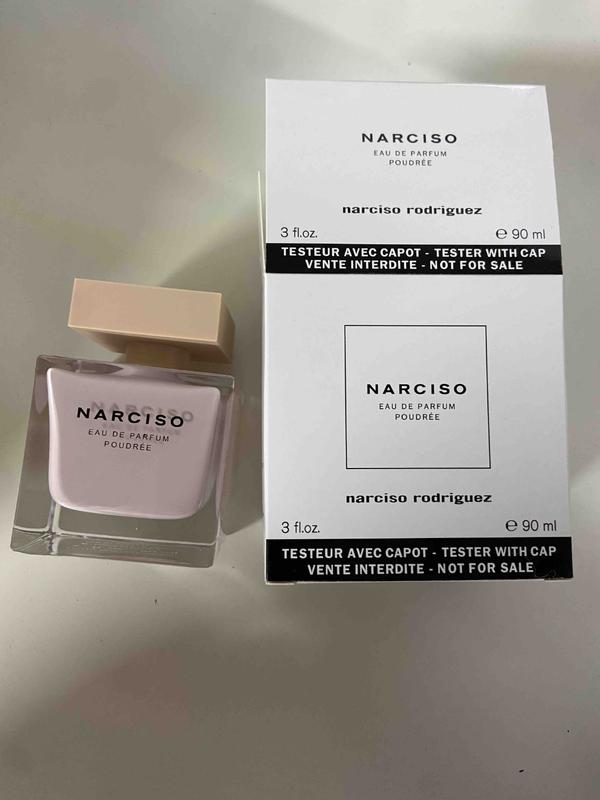 NARCISO
EAU DE PARFUM
POUDRÉE
narciso rodriguez
3 fl.oz. ℮ 90 ml
TESTEUR AVEC CAPOT - TESTER WITH CAP
VENTE INTERDITE - NOT FOR SALE
NARCISO
EAU DE PARFUM
POUDRÉE
narciso rodriguez
3 fl.oz. ℮ 90 ml
TESTEUR AVEC CAPOT - TESTER WITH CAP
VENTE INTERDITE - NOT FOR SALE
NARCISO
EAU DE PARFUM
POUDRÉE